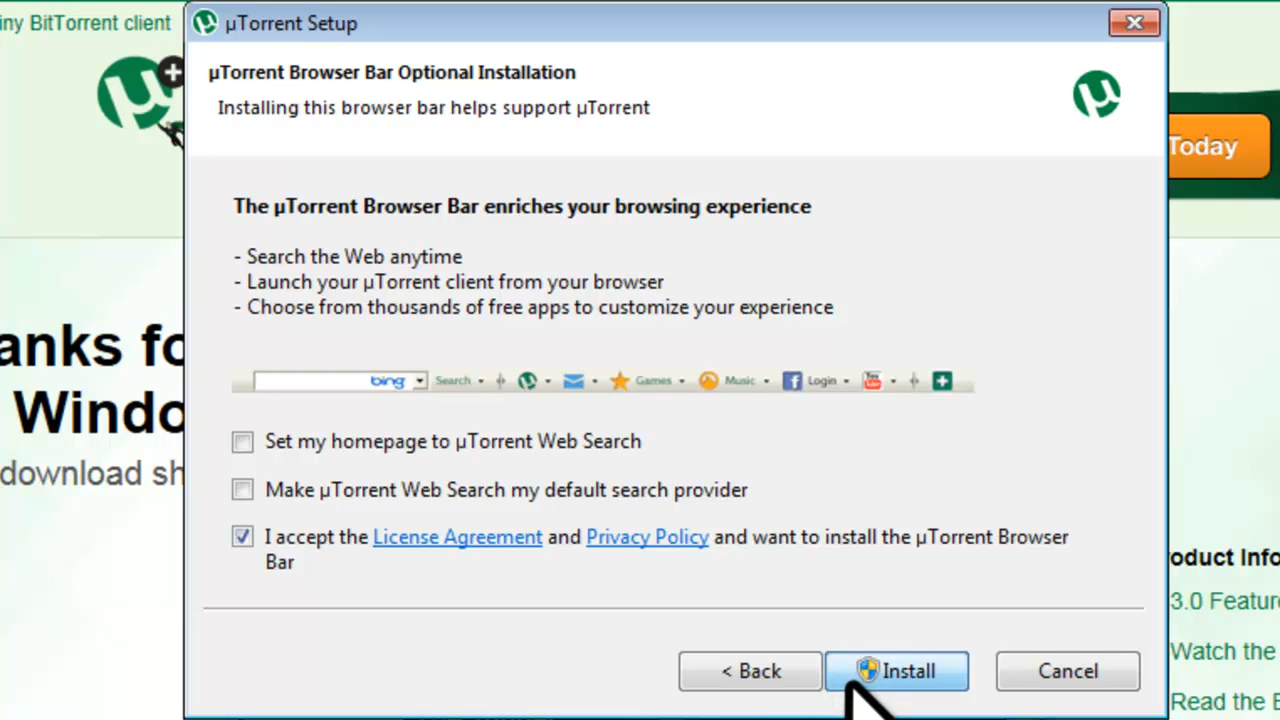 iny BitTorrent client
µTorrent Setup
µTorrent Browser Bar Optional Installation
Installing this browser bar helps support µTorrent
µ
Today
The µTorrent Browser Bar enriches your browsing experience
- Search the Web anytime
- Launch your µTorrent client from your browser
- Choose from thousands of free apps to customize your experience
anks fo
Windo
download sh
bing Search Games Music Login You Tube
Set my homepage to µTorrent Web Search
Make µTorrent Web Search my default search provider
I accept the License Agreement and Privacy Policy and want to install the µTorrent Browser
Bar
oduct Info
3.0 Feature
Watch the
Read the B
< Back Install Cancel